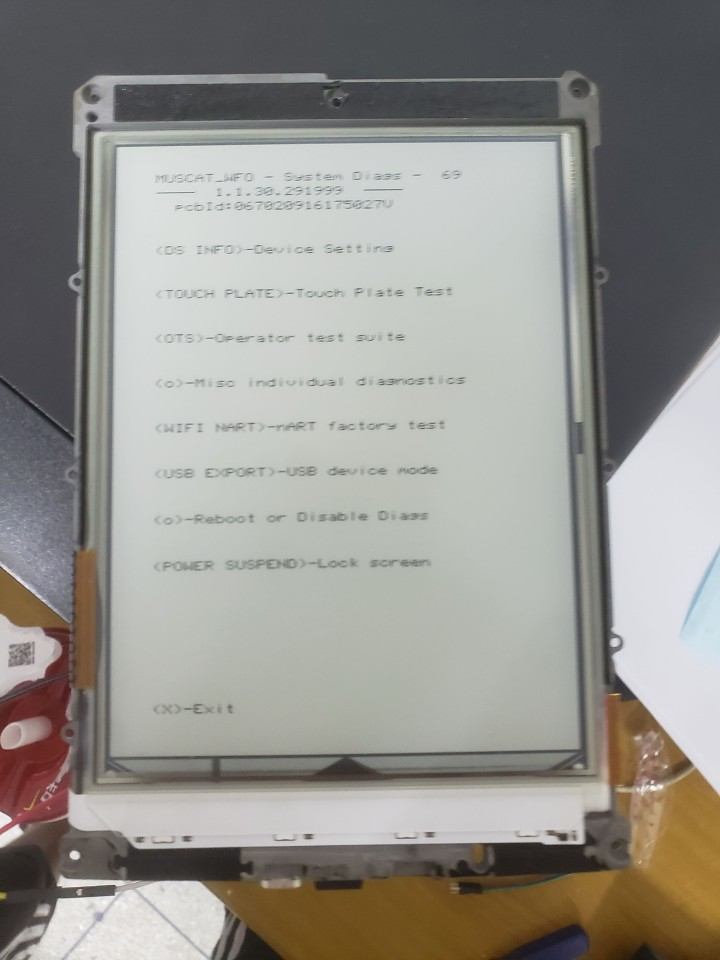 MUSCAT_WFO - System Diags - 69
1.1.30.291999
pcbId:067020916175027U
<DS INFO>-Device Setting
<TOUCH PLATE>-Touch Plate Test
<OTS>-Operator test suite
<o>-Misc individual diagnostics
<WIFI NART>-nART factory test
<USB EXPORT>-USB device mode
<o>-Reboot or Disable Diags
<POWER SUSPEND>-Lock screen
<X>-Exit